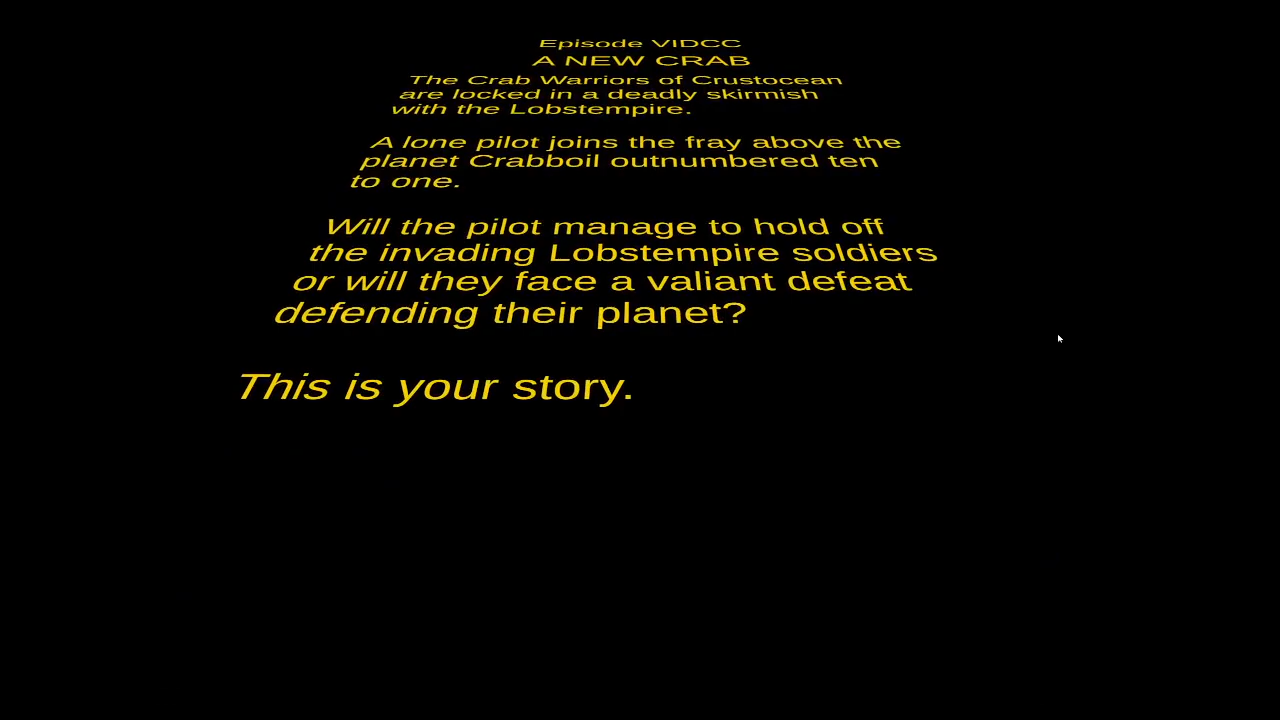 Episode VIDCC
A NEW CRAB
The Crab Warriors of Crustocean
are locked in a deadly skirmish
with the Lobstempire.
A lone pilot joins the fray above the
planet Crabboil outnumbered ten
to one.
Will the pilot manage to hold off
the invading Lobstempire soldiers
or will they face a valiant defeat
defending their planet?
This is your story.